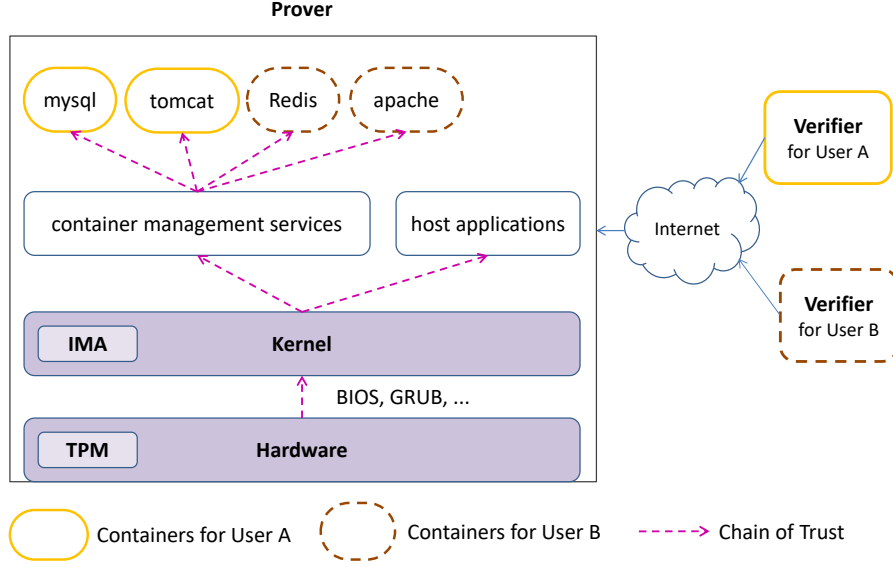 Prover
mysql
tomcat
Redis
apache
Verifier
for User A
container management services
host applications
Internet
Verifier
for User B
IMA
Kernel
BIOS, GRUB, ...
TPM
Hardware
Containers for User A
Containers for User B
Chain of Trust